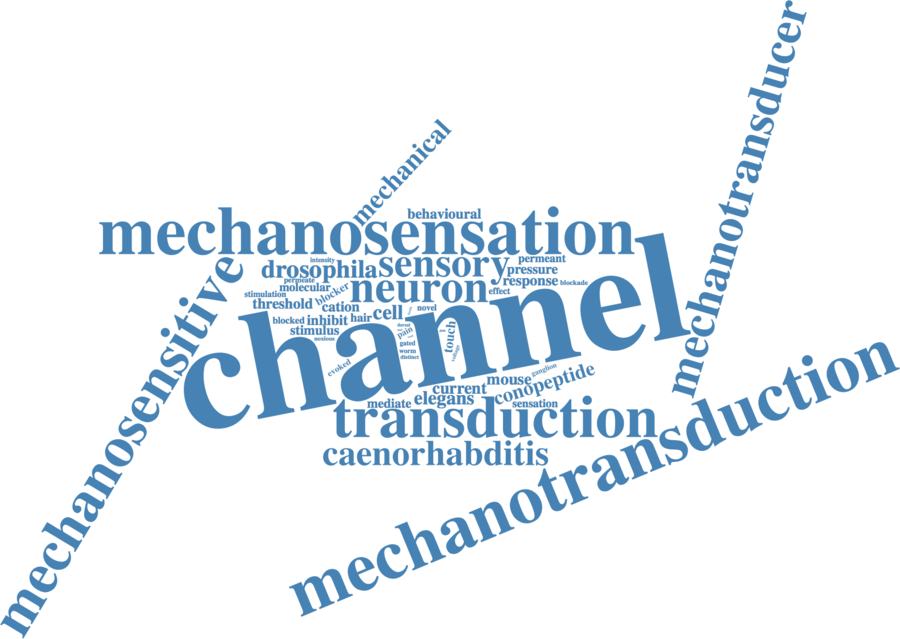 mechanotransducer
mechanical
behavioural
mechanosensation
intensity
drosophila
sensory
permeant
pressure
permeate
molecular
blocker
neuron
response
blockade
effect
stimulation
threshold
cation
cell
novel
blocked
inhibit
hair
stimulus
noxious
dorsal
pain
gated
worm
distinct
touch
voltage
channel
mechanosensitive
evoked
ganglion
mouse
current
conopeptide
elegans
mediate
sensation
transduction
caenorhabditis
mechanotransduction